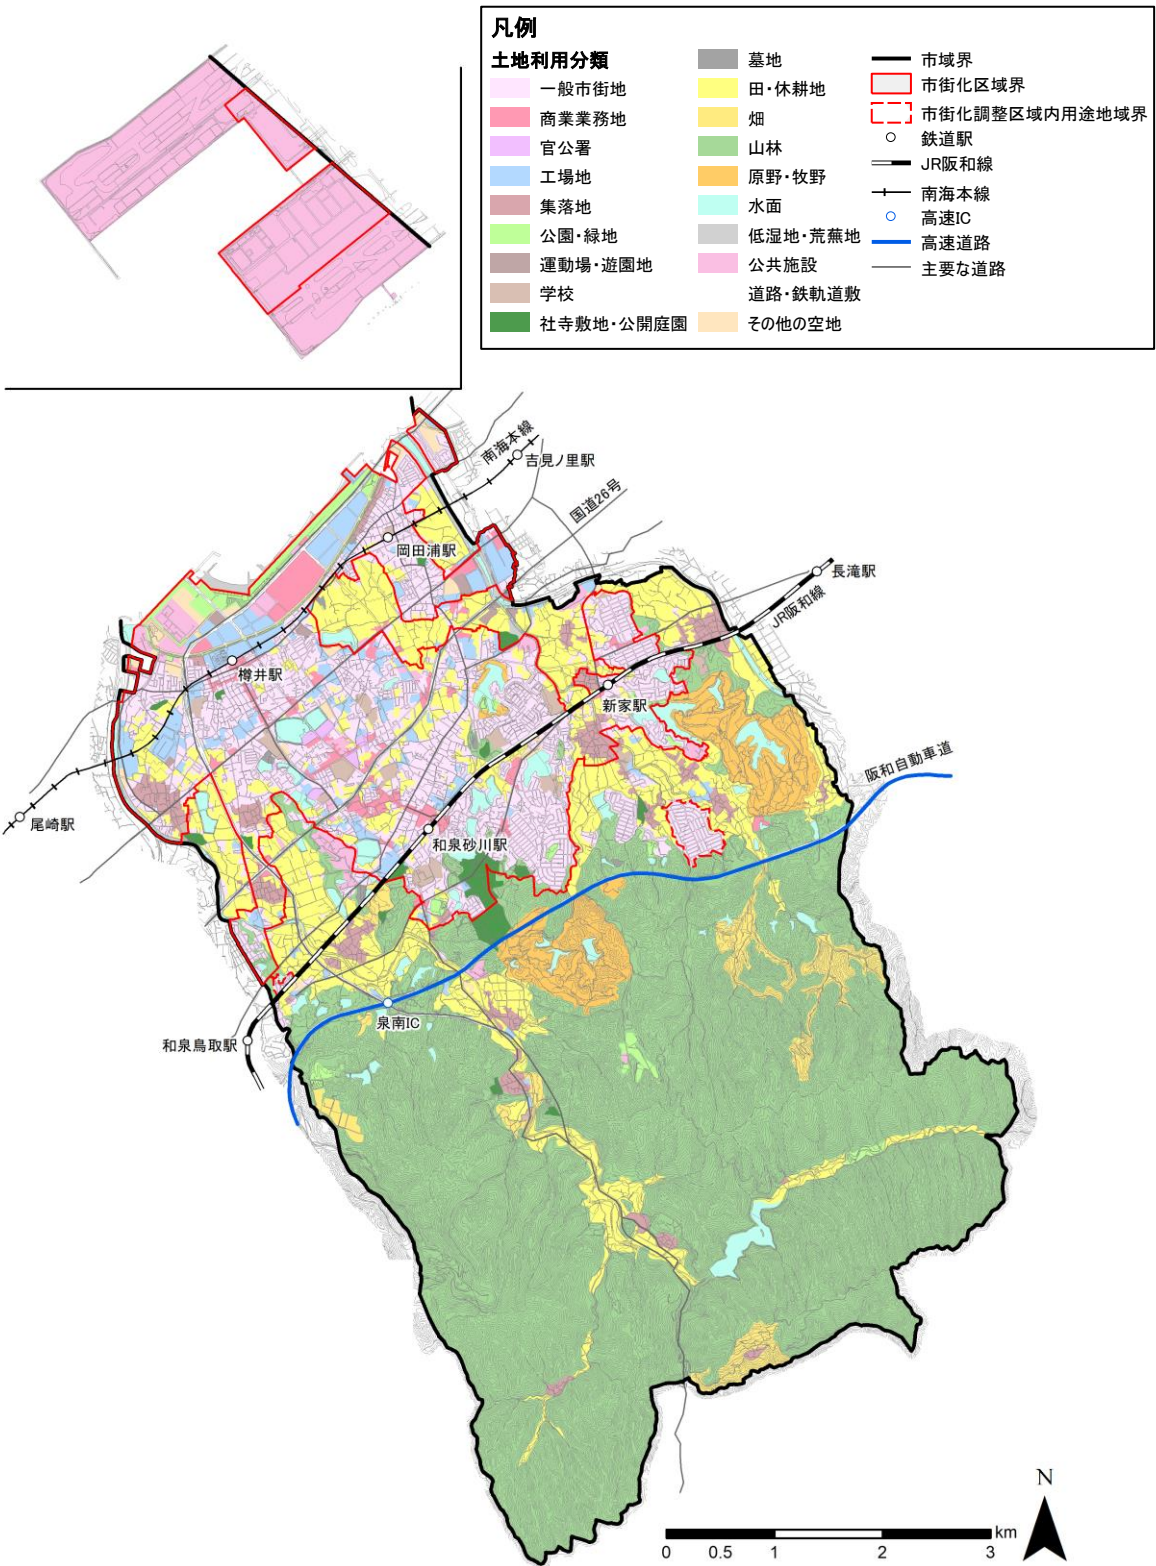 凡例
土地利用分類
一般市街地
商業業務地
官公署
工場地
集落地
公園・緑地
運動場・遊園地
学校
社寺敷地・公開庭園
墓地
田・休耕地
畑
山林
原野・牧野
水面
低湿地・荒蕪地
公共施設
道路・鉄軌道敷
その他の空地
市域界
市街化区域界
市街化調整区域内用途地域界
鉄道駅
JR阪和線
南海本線
高速IC
高速道路
主要な道路
南海本線
吉見ノ里駅
国道26号
岡田浦駅
長滝駅
JR阪和線
樽井駅
新家駅
阪和自動車道
尾崎駅
和泉砂川駅
泉南IC
和泉鳥取駅
N
km
0 0.5 1 2 3